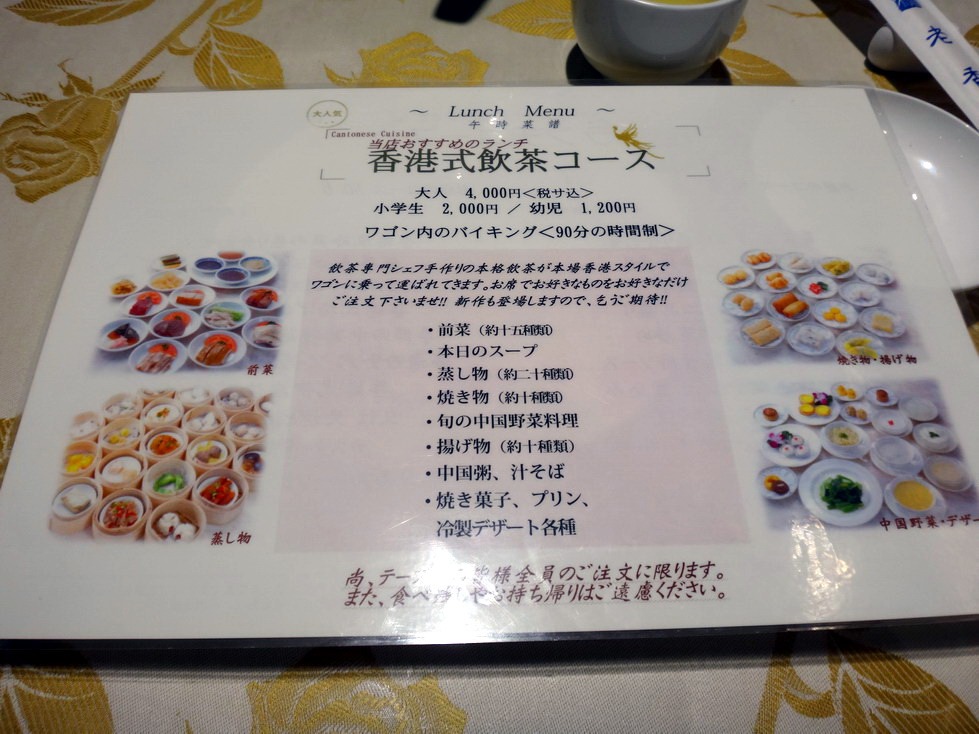 大人気
～ Lunch Menu ～
午時菜譜
Cantonese Cuisine
当店おすすめのランチ
香港式飲茶コース
大人 4,000円<税サ込>
小学生 2,000円 / 幼児 1,200円
ワゴン内のバイキング<90分の時間制>
飲茶専門シェフ手作りの本格飲茶が本場香港スタイルで
ワゴンに乗って運ばれてきます。お席でお好きなものをお好きなだけ
ご注文下さいませ!! 新作も登場しますので、乞うご期待!!
・前菜（約十五種類）
・本日のスープ
・蒸し物（約二十種類）
・焼き物（約十種類）
・旬の中国野菜料理
・揚げ物（約十種類）
・中国粥、汁そば
・焼き菓子、プリン、
冷製デザート各種
前菜
蒸し物
焼き物・揚げ物
中国野菜・デザー
尚、テー 皆様全員のご注文に限ります。
また、食べ残しやお持ち帰りはご遠慮ください。
老
香